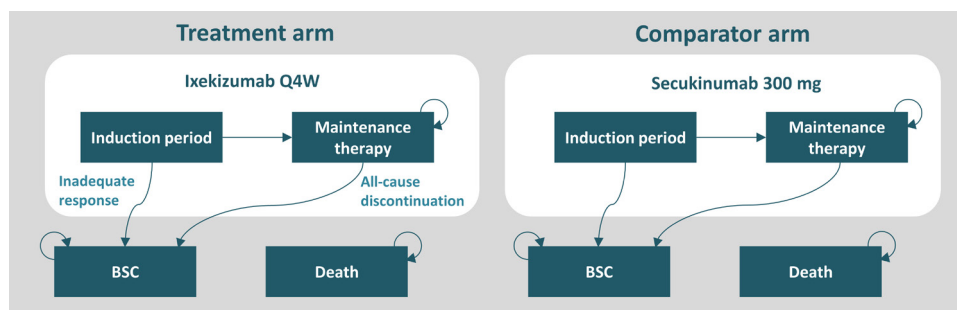 Treatment arm
Ixekizumab Q4W
Induction period
Maintenance
therapy
Inadequate
response
All-cause
discontinuation
BSC
Death
Comparator arm
Secukinumab 300 mg
Induction period
Maintenance
therapy
BSC
Death